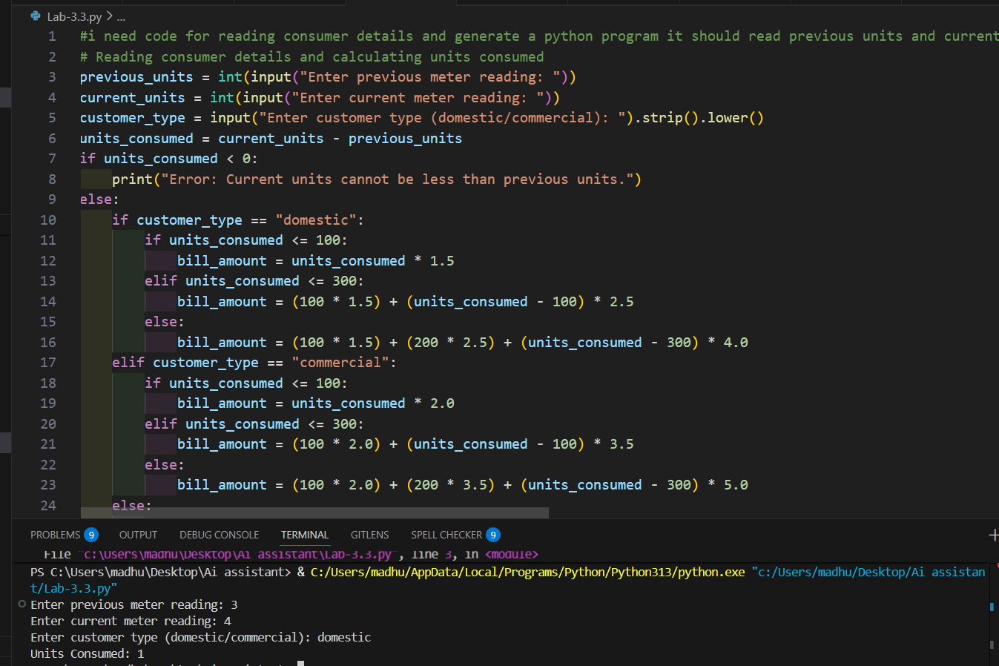 Lab-3.3.py > ...
1 #i need code for reading consumer details and generate a python program it should read previous units and current
2 # Reading consumer details and calculating units consumed
3 previous_units = int(input("Enter previous meter reading: "))
4 current_units = int(input("Enter current meter reading: "))
5 customer_type = input("Enter customer type (domestic/commercial): ").strip().lower()
6 units_consumed = current_units - previous_units
7 if units_consumed < 0:
8     print("Error: Current units cannot be less than previous units.")
9 else:
10     if customer_type == "domestic":
11         if units_consumed <= 100:
12             bill_amount = units_consumed * 1.5
13         elif units_consumed <= 300:
14             bill_amount = (100 * 1.5) + (units_consumed - 100) * 2.5
15         else:
16             bill_amount = (100 * 1.5) + (200 * 2.5) + (units_consumed - 300) * 4.0
17     elif customer_type == "commercial":
18         if units_consumed <= 100:
19             bill_amount = units_consumed * 2.0
20         elif units_consumed <= 300:
21             bill_amount = (100 * 2.0) + (units_consumed - 100) * 3.5
22         else:
23             bill_amount = (100 * 2.0) + (200 * 3.5) + (units_consumed - 300) * 5.0
24     else:
PROBLEMS 9 OUTPUT DEBUG CONSOLE TERMINAL GITLENS SPELL CHECKER 9
File "c:\Users\madhu\Desktop\Ai assistant\Lab-3.3.py", line 3, in <module>
PS C:\Users\madhu\Desktop\Ai assistant> & C:/Users/madhu/AppData/Local/Programs/Python/Python313/python.exe "c:/Users/madhu/Desktop/Ai assistan
t/Lab-3.3.py"
Enter previous meter reading: 3
Enter current meter reading: 4
Enter customer type (domestic/commercial): domestic
Units Consumed: 1